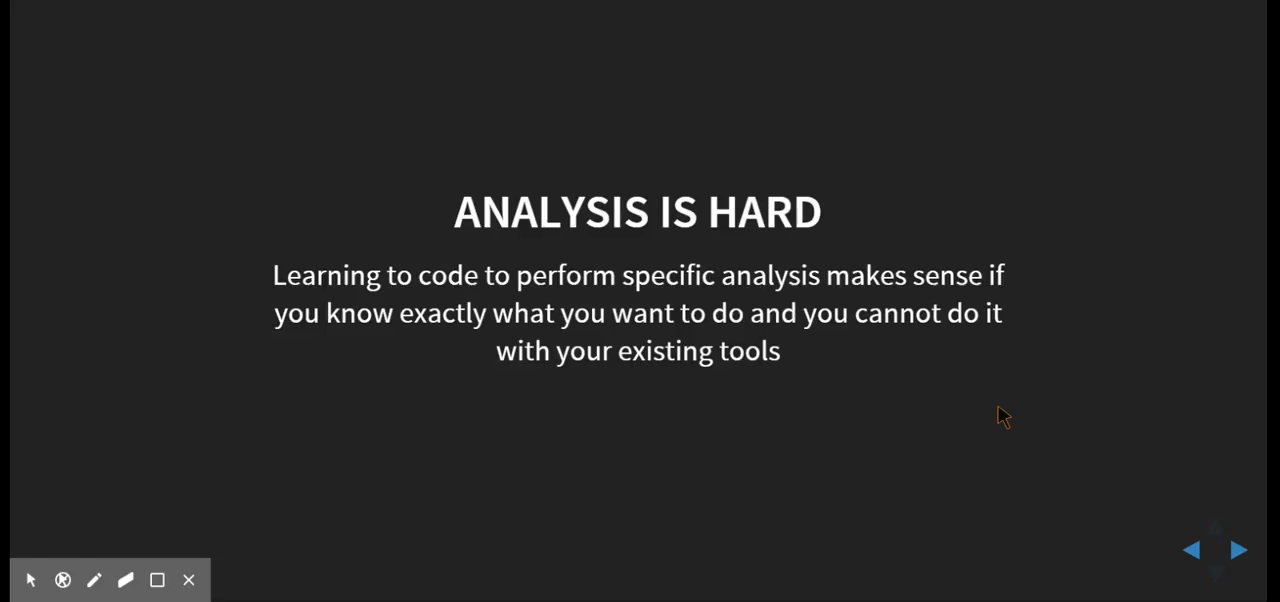 ANALYSIS IS HARD
Learning to code to perform specific analysis makes sense if
you know exactly what you want to do and you cannot do it
with your existing tools